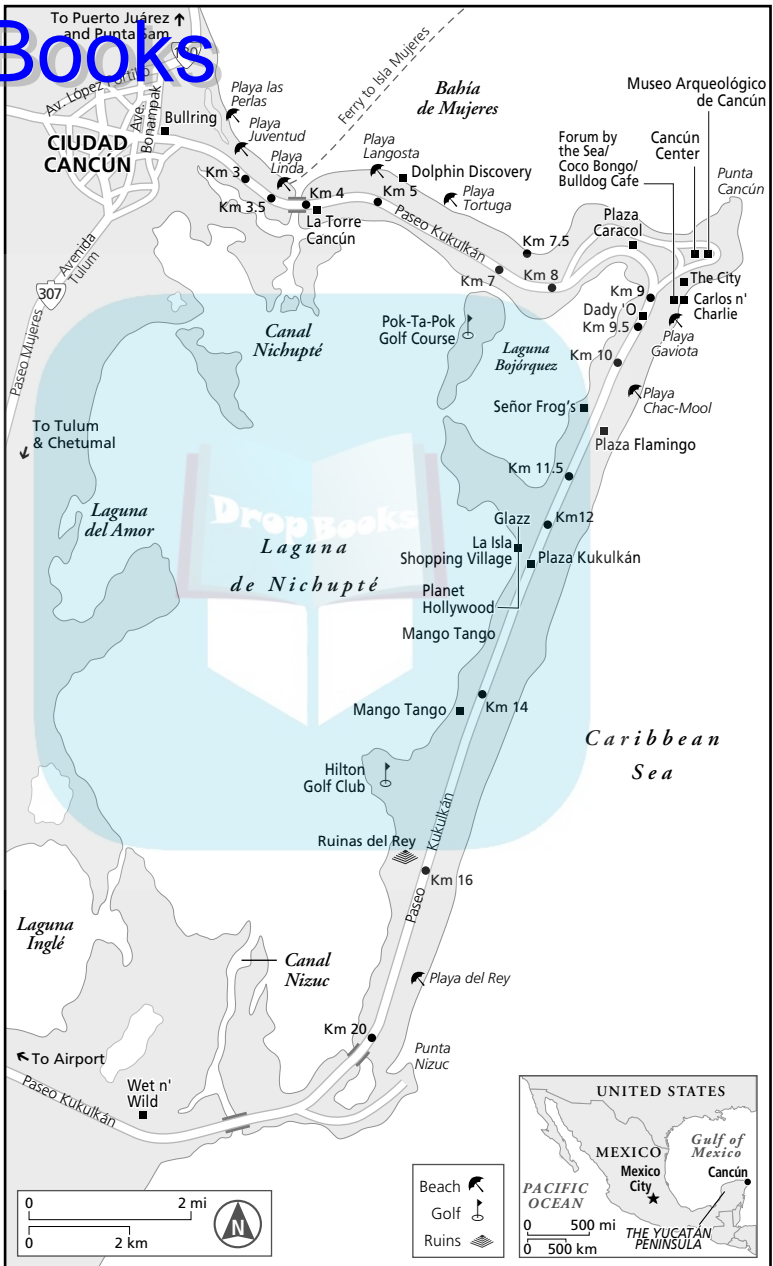 To Puerto Juárez
and Punta Sam
Books
180
Av. López Portillo
Ave.
Bonampak
Bullring
CIUDAD
CANCÚN
Playa las
Perlas
Playa
Juventud
Playa
Linda
Ferry to Isla Mujeres
Bahía
de Mujeres
Playa
Langosta
Dolphin Discovery
Playa
Tortuga
Museo Arqueológico
de Cancún
Forum by
the Sea/
Coco Bongo/
Bulldog Cafe
Cancún
Center
Punta
Cancún
Km 3
Km 3.5
Km 4
La Torre
Cancún
Km 5
Paseo Kukulkán
Km 7
Km 7.5
Km 8
Plaza
Caracol
The City
Km 9
Carlos n'
Charlie
Dady 'O
Km 9.5
Playa
Gaviota
Km 10
Avenida
Tulum
307
Paseo Mujeres
Canal
Nichupté
Pok-Ta-Pok
Golf Course
Laguna
Bojórquez
Playa
Chac-Mool
Señor Frog's
Plaza Flamingo
To Tulum
& Chetumal
Km 11.5
Laguna
del Amor
Drop Books
Laguna
de Nichupté
Glazz
Km12
La Isla
Shopping Village
Plaza Kukulkán
Planet
Hollywood
Mango Tango
Mango Tango
Km 14
Caribbean
Sea
Hilton
Golf Club
Ruinas del Rey
Paseo Kukulkán
Km 16
Laguna
Inglé
Canal
Nizuc
Playa del Rey
Km 20
Punta
Nizuc
To Airport
Paseo Kukulkán
Wet n'
Wild
0 2 mi
0 2 km
N
Beach
Golf
Ruins
UNITED STATES
MEXICO
Gulf of
Mexico
Mexico
City
Cancún
PACIFIC
OCEAN
THE YUCATÁN
PENINSULA
0 500 mi
0 500 km